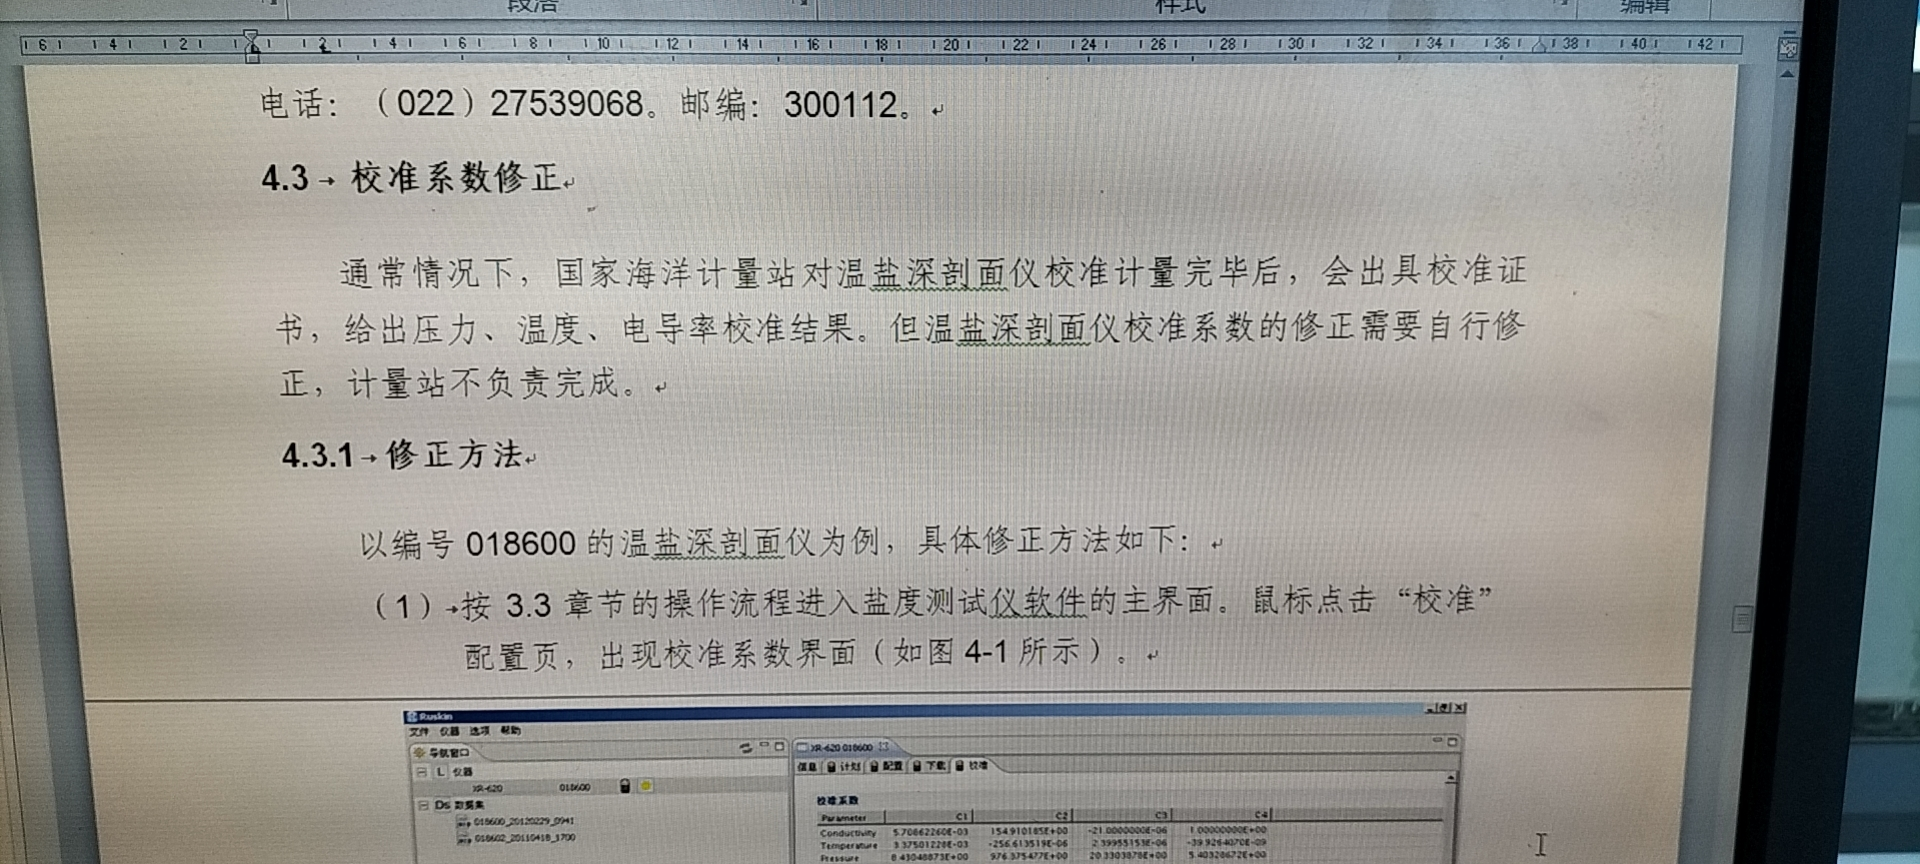 段落 样式 编辑
6 4 2 2 4 6 8 10 12 14 16 18 20 22 24 26 28 30 32 34 36 38 40 42
电话：（022）27539068。邮编：300112。
4.3 校准系数修正
通常情况下，国家海洋计量站对温盐深剖面仪校准计量完毕后，会出具校准证
书，给出压力、温度、电导率校准结果。但温盐深剖面仪校准系数的修正需要自行修
正，计量站不负责完成。
4.3.1 修正方法
以编号 018600 的温盐深剖面仪为例，具体修正方法如下：
（1）按 3.3 章节的操作流程进入盐度测试仪软件的主界面。鼠标点击“校准”
配置页，出现校准系数界面（如图 4-1 所示）。
Ruskin
文件 仪器 选项 帮助
导航窗口 XR-620 018600
L 仪器 信息 计划 配置 下载 校准
XR-620 018600
Ds 数据集 校准系数
018600_20120229_0941 Parameter C1 C2 C3 C4
018602_20110418_1700 Conductivity 5.70862260E-03 154.910185E+00 -21.0000000E-06 1.00000000E+00
Temperature 3.37501228E-03 -256.613519E-06 2.39955153E-06 -39.9264070E-09
Pressure 976.375477E+00 20.3303878E+00 5.40328672E+00